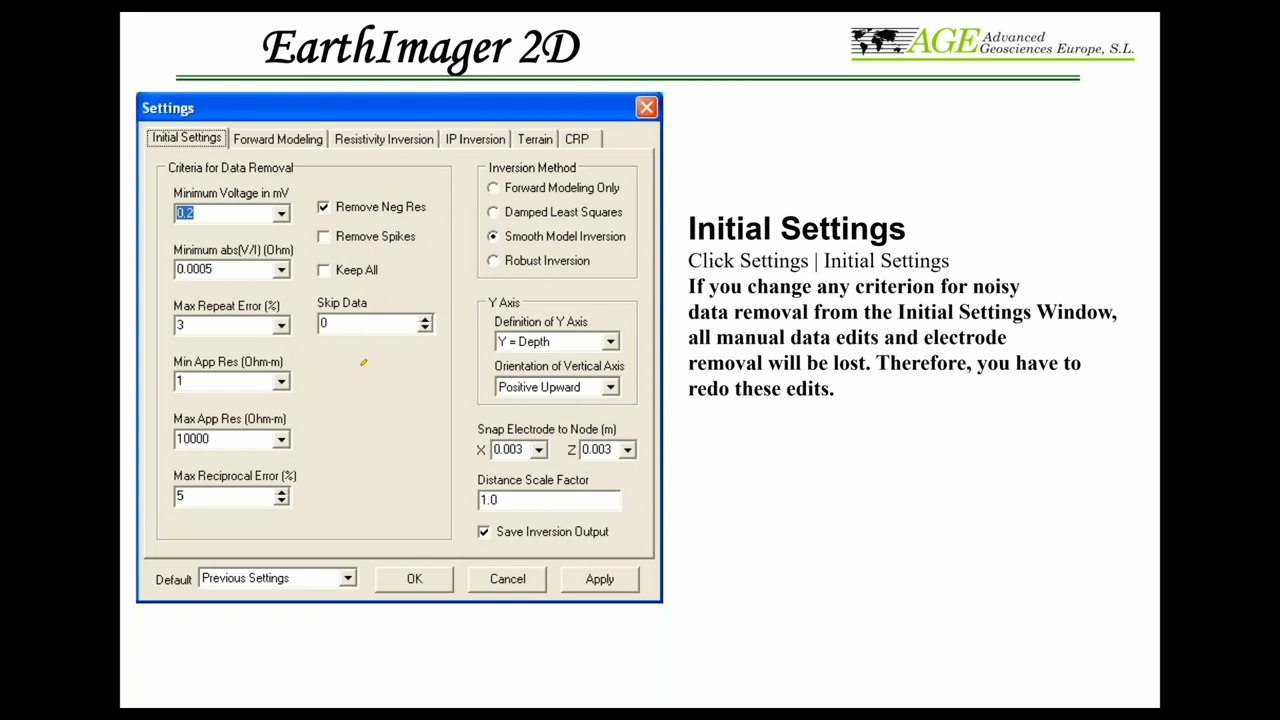 EarthImager 2D
AGE Advanced
Geosciences Europe, S.L.
Settings
Initial Settings
Forward Modeling
Resistivity Inversion
IP Inversion
Terrain
CRP
Criteria for Data Removal
Minimum Voltage in mV
0.2
Minimum abs(V/I) (Ohm)
0.0005
Max Repeat Error (%)
3
Min App Res (Ohm-m)
1
Max App Res (Ohm-m)
10000
Max Reciprocal Error (%)
5
Remove Neg Res
Remove Spikes
Keep All
Skip Data
0
Inversion Method
Forward Modeling Only
Damped Least Squares
Smooth Model Inversion
Robust Inversion
Y Axis
Definition of Y Axis
Y = Depth
Orientation of Vertical Axis
Positive Upward
Snap Electrode to Node (m)
X 0.003 Z 0.003
Distance Scale Factor
1.0
Save Inversion Output
Default Previous Settings
OK
Cancel
Apply
Initial Settings
Click Settings | Initial Settings
If you change any criterion for noisy
data removal from the Initial Settings Window,
all manual data edits and electrode
removal will be lost. Therefore, you have to
redo these edits.